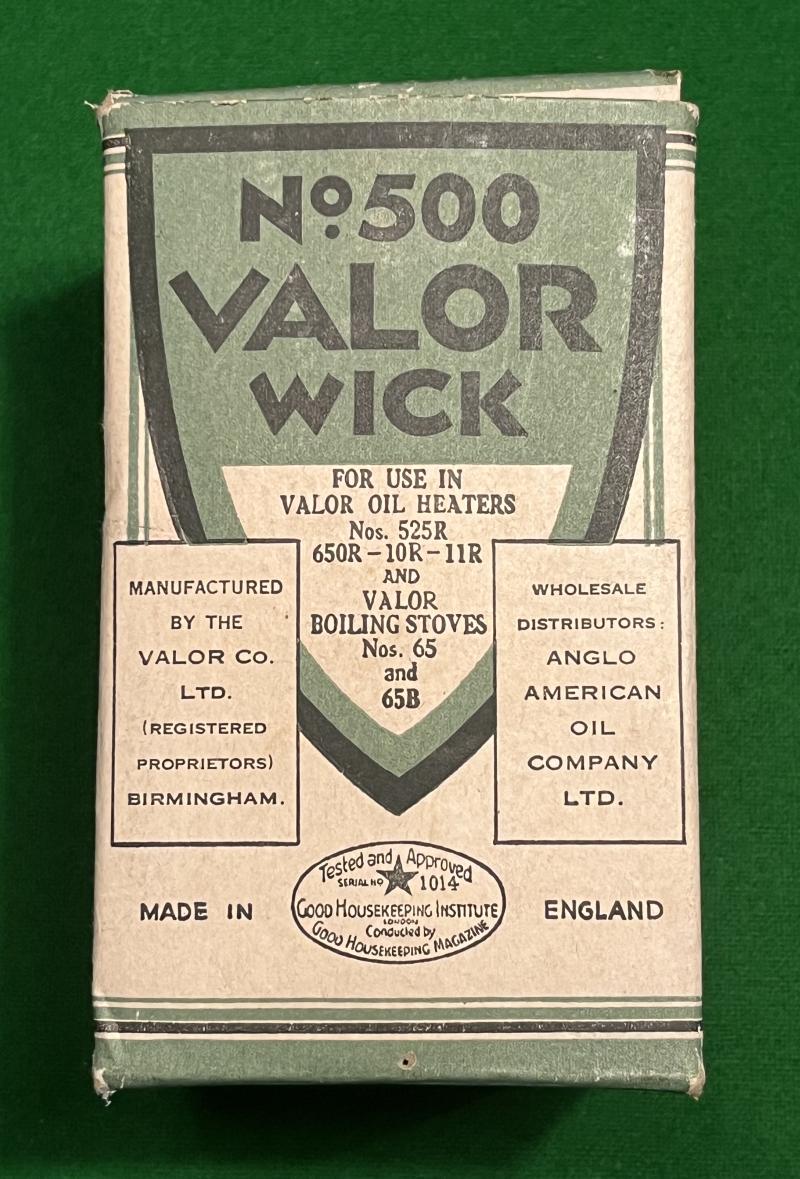 No. 500
VALOR
WICK
FOR USE IN
VALOR OIL HEATERS
Nos. 525R
650R-10R-11R
AND
VALOR
BOILING STOVES
Nos. 65
and
65B
MANUFACTURED
BY THE
VALOR Co.
LTD.
(REGISTERED
PROPRIETORS)
BIRMINGHAM.
WHOLESALE
DISTRIBUTORS:
ANGLO
AMERICAN
OIL
COMPANY
LTD.
MADE IN
Tested and Approved
SERIAL No 1014
GOOD HOUSEKEEPING INSTITUTE
LONDON
Conducted by
GOOD HOUSEKEEPING MAGAZINE
ENGLAND